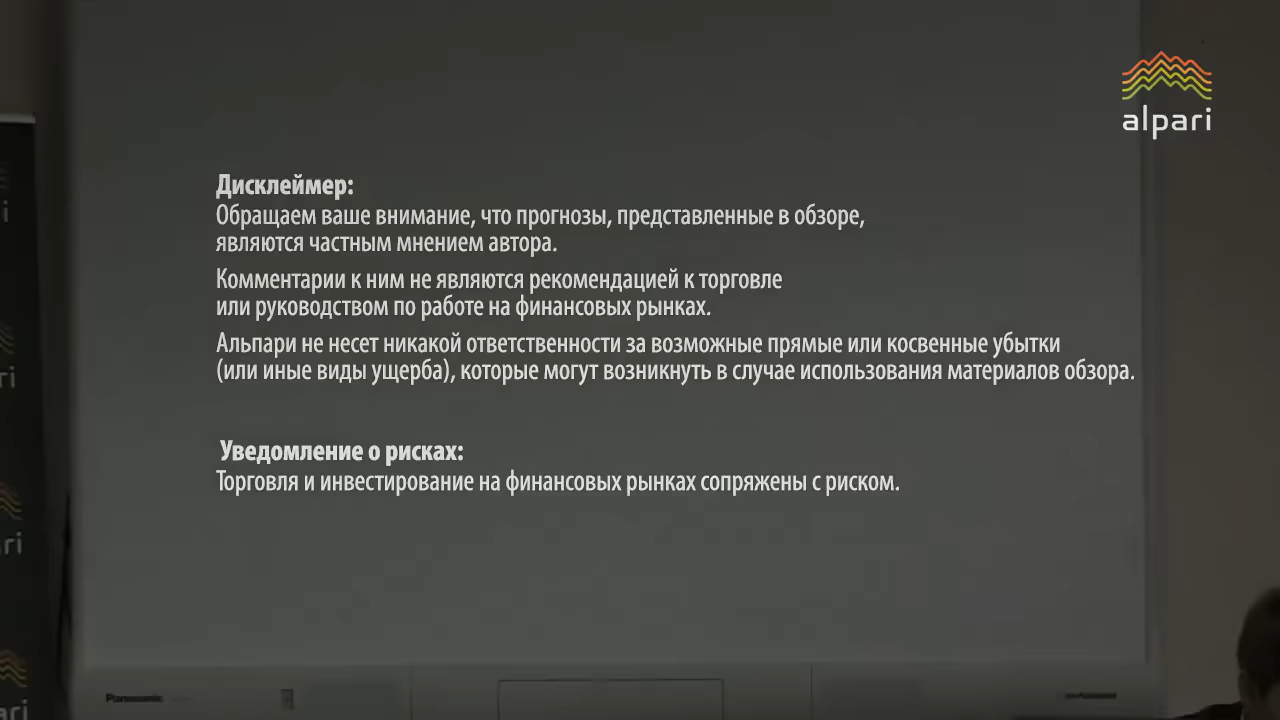 alpari
Дисклеймер:
Обращаем ваше внимание, что прогнозы, представленные в обзоре,
являются частным мнением автора.
Комментарии к ним не являются рекомендацией к торговле
или руководством по работе на финансовых рынках.
Альпари не несет никакой ответственности за возможные прямые или косвенные убытки
(или иные виды ущерба), которые могут возникнуть в случае использования материалов обзора.
Уведомление о рисках:
Торговля и инвестирование на финансовых рынках сопряжены с риском.
Panasonic